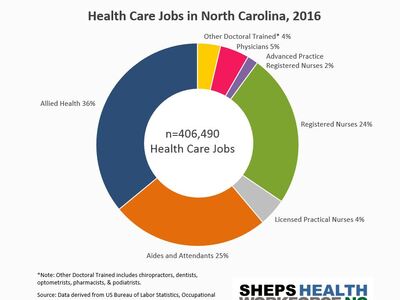 Health Care Jobs in North Carolina, 2016
Other Doctoral Trained* 4%
Physicians 5%
Advanced Practice
Registered Nurses 2%
Allied Health 36%
Registered Nurses 24%
n=406,490
Health Care Jobs
Licensed Practical Nurses 4%
Aides and Attendants 25%
*Note: Other Doctoral Trained includes chiropractors, dentists,
optometrists, pharmacists, & podiatrists.
Source: Data derived from US Bureau of Labor Statistics, Occupational
SHEPS HEALTH
WORKFORCE NC